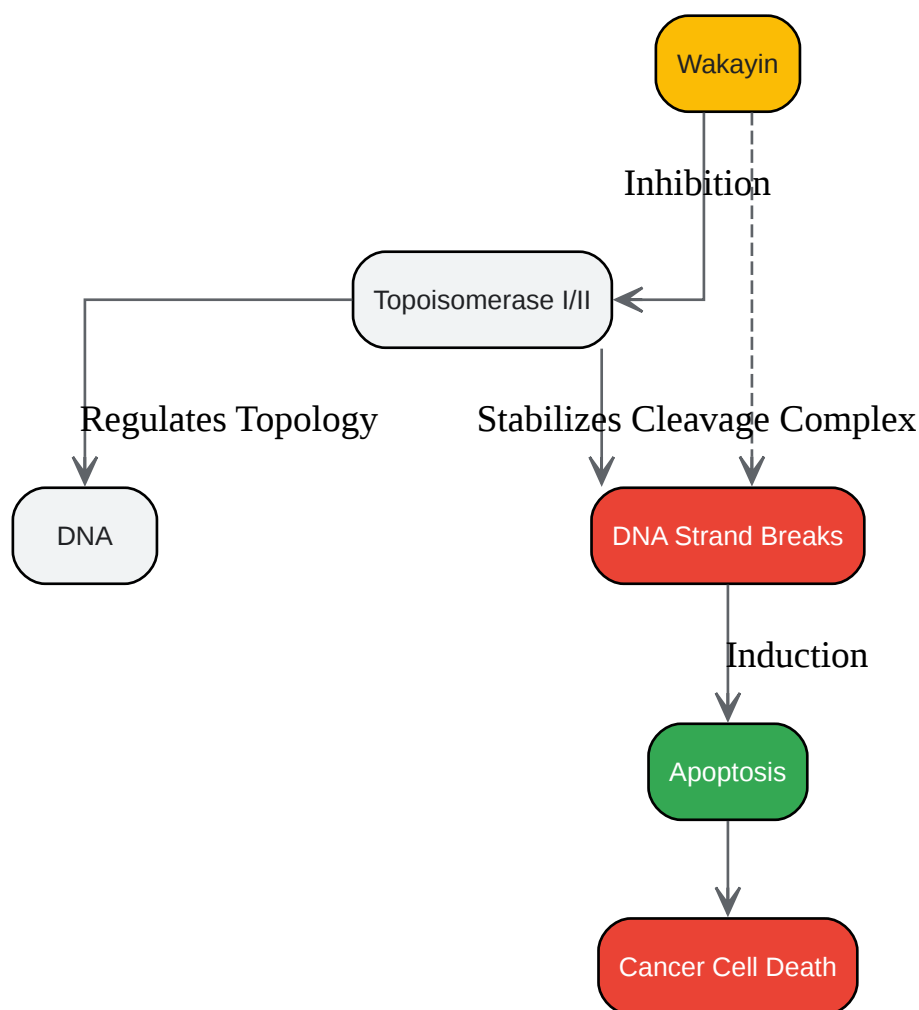 Wakayin
Inhibition
Topoisomerase I/II
Regulates Topology
Stabilizes Cleavage Complex
DNA
DNA Strand Breaks
Induction
Apoptosis
Cancer Cell Death